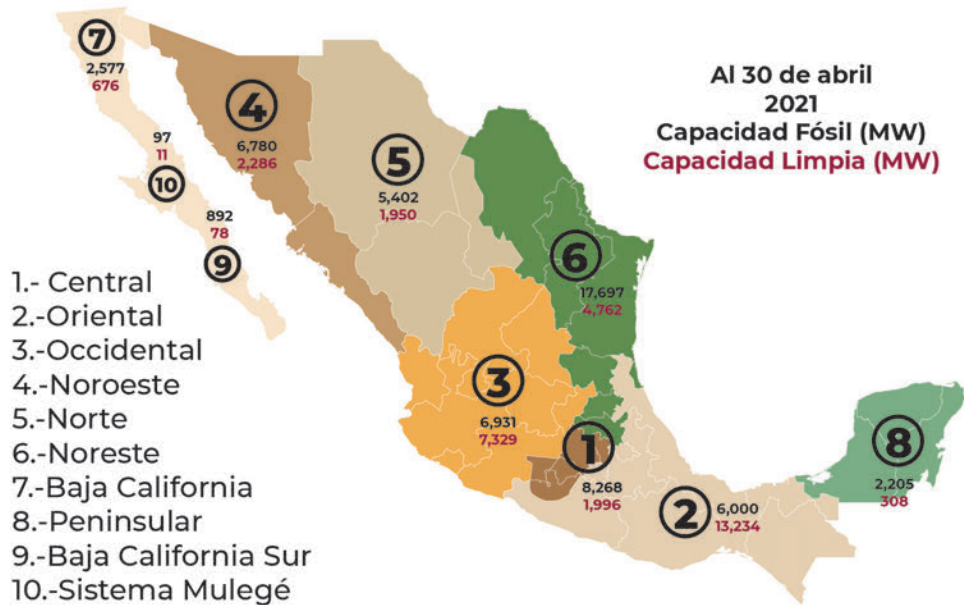 Al 30 de abril
2021
Capacidad Fósil (MW)
Capacidad Limpia (MW)
7
2,577
676
4
6,780
2,286
97
11
10
5
5,402
1,950
892
78
9
6
17,697
4,762
3
6,931
7,329
1
8,268
1,996
2
6,000
13,234
8
2,205
308
1.- Central
2.-Oriental
3.-Occidental
4.-Noroeste
5.-Norte
6.-Noreste
7.-Baja California
8.-Peninsular
9.-Baja California Sur
10.-Sistema Mulegé